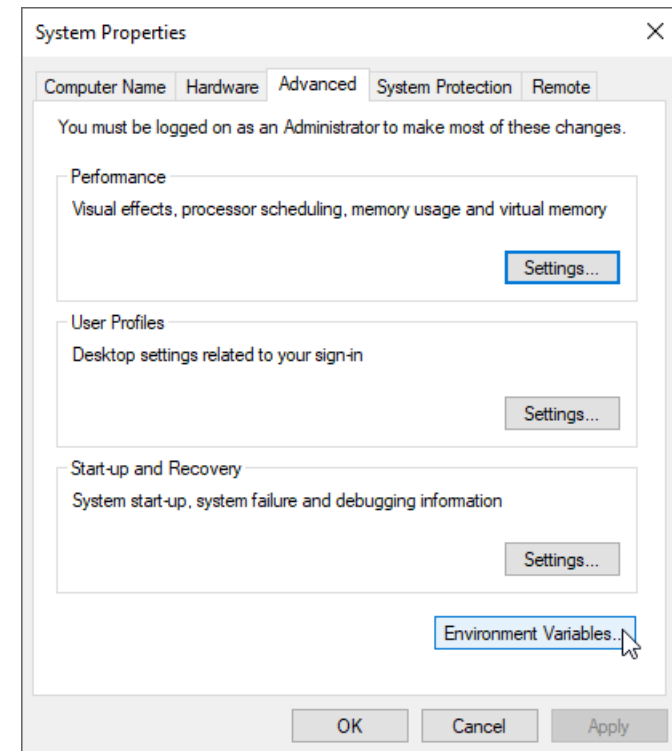 System Properties
Computer Name Hardware Advanced System Protection Remote
You must be logged on as an Administrator to make most of these changes.
Performance
Visual effects, processor scheduling, memory usage and virtual memory
Settings...
User Profiles
Desktop settings related to your sign-in
Settings...
Start-up and Recovery
System start-up, system failure and debugging information
Settings...
Environment Variables...
OK Cancel Apply